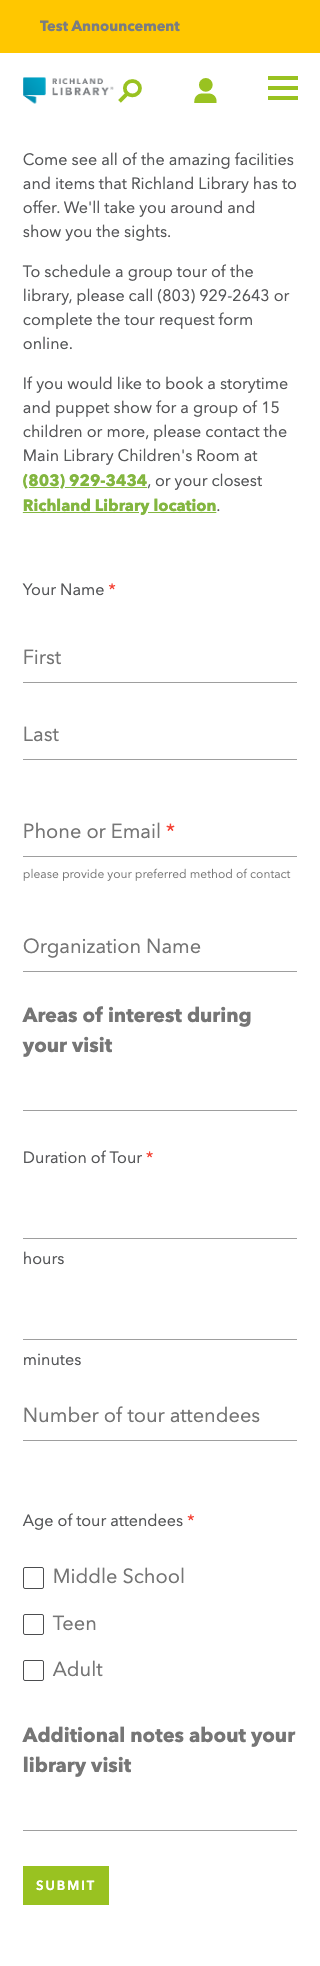 Test Announcement
RICHLAND
LIBRARY
Come see all of the amazing facilities
and items that Richland Library has to
offer. We'll take you around and
show you the sights.
To schedule a group tour of the
library, please call (803) 929-2643 or
complete the tour request form
online.
If you would like to book a storytime
and puppet show for a group of 15
children or more, please contact the
Main Library Children's Room at
(803) 929-3434, or your closest
Richland Library location.
Your Name *
First
Last
Phone or Email *
please provide your preferred method of contact
Organization Name
Areas of interest during
your visit
Duration of Tour *
hours
minutes
Number of tour attendees
Age of tour attendees *
Middle School
Teen
Adult
Additional notes about your
library visit
SUBMIT